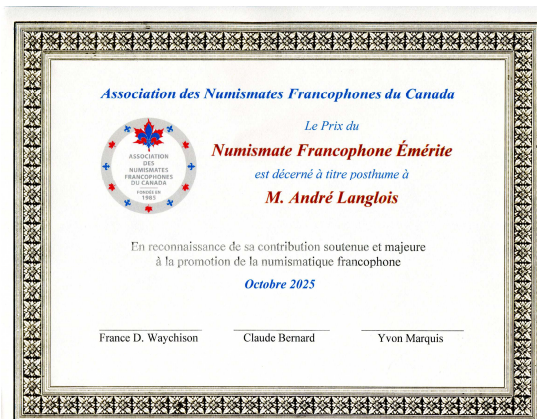 Association des Numismates Francophones du Canada
Le Prix du
Numismate Francophone Émérite
est décerné à titre posthume à
M. André Langlois
ASSOCIATION
DES
NUMISMATES
FRANCOPHONES
DU CANADA
FONDÉE EN
1985
En reconnaissance de sa contribution soutenue et majeure
à la promotion de la numismatique francophone
Octobre 2025
France D. Waychison
Claude Bernard
Yvon Marquis